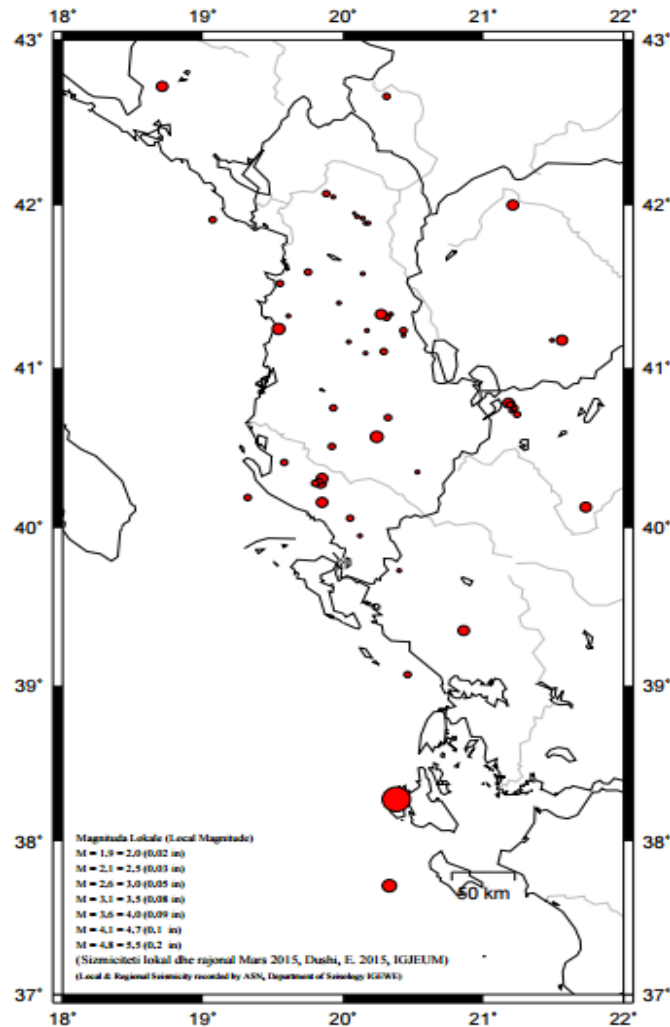 18˚ 19˚ 20˚ 21˚ 22˚
43˚ 43˚
42˚ 42˚
41˚ 41˚
40˚ 40˚
39˚ 39˚
38˚ 38˚
50 km
Magnituda Lokale (Local Magnitude)
M = 1,9 = 2.0 (0.02 in)
M = 2.1 = 2.5 (0.03 in)
M = 2.6 = 3.0 (0.05 in)
M = 3.1 = 3.5 (0.08 in)
M = 3.6 = 4.0 (0.09 in)
M = 4.1 = 4.7 (0.1 in)
M = 4.8 = 5.5 (0.2 in)
(Sizmiciteti lokal dhe rajonal Mars 2015, Dushi, E. 2015, IGJEUM)
(Local & Regional Seismicity recorded by ASN, Department of Seisology IGEWE)
37˚ 37˚
18˚ 19˚ 20˚ 21˚ 22˚